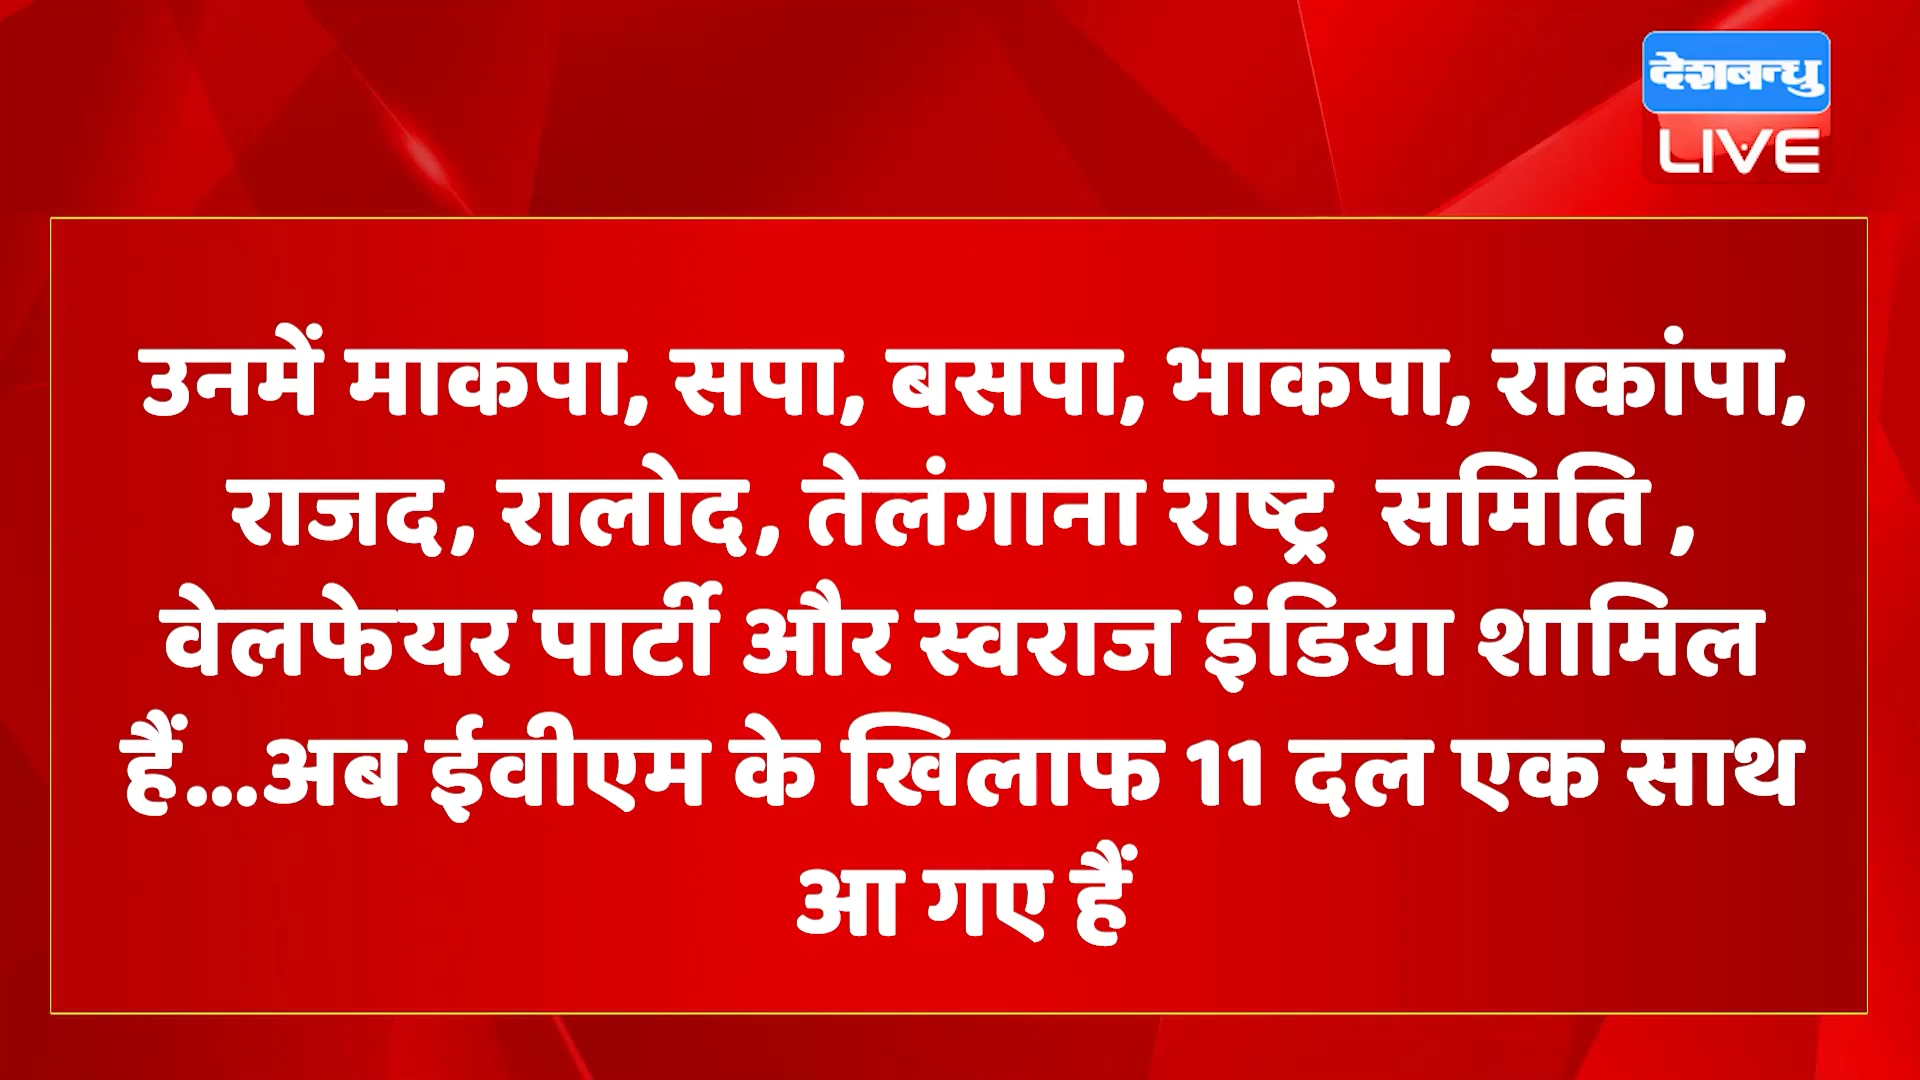 देशबन्धु
LIVE
उनमें माकपा, सपा, बसपा, भाकपा, राकांपा,
राजद, रालोद, तेलंगाना राष्ट्र  समिति ,
वेलफेयर पार्टी और स्वराज इंडिया शामिल
हैं...अब ईवीएम के खिलाफ 11 दल एक साथ
आ गए हैं